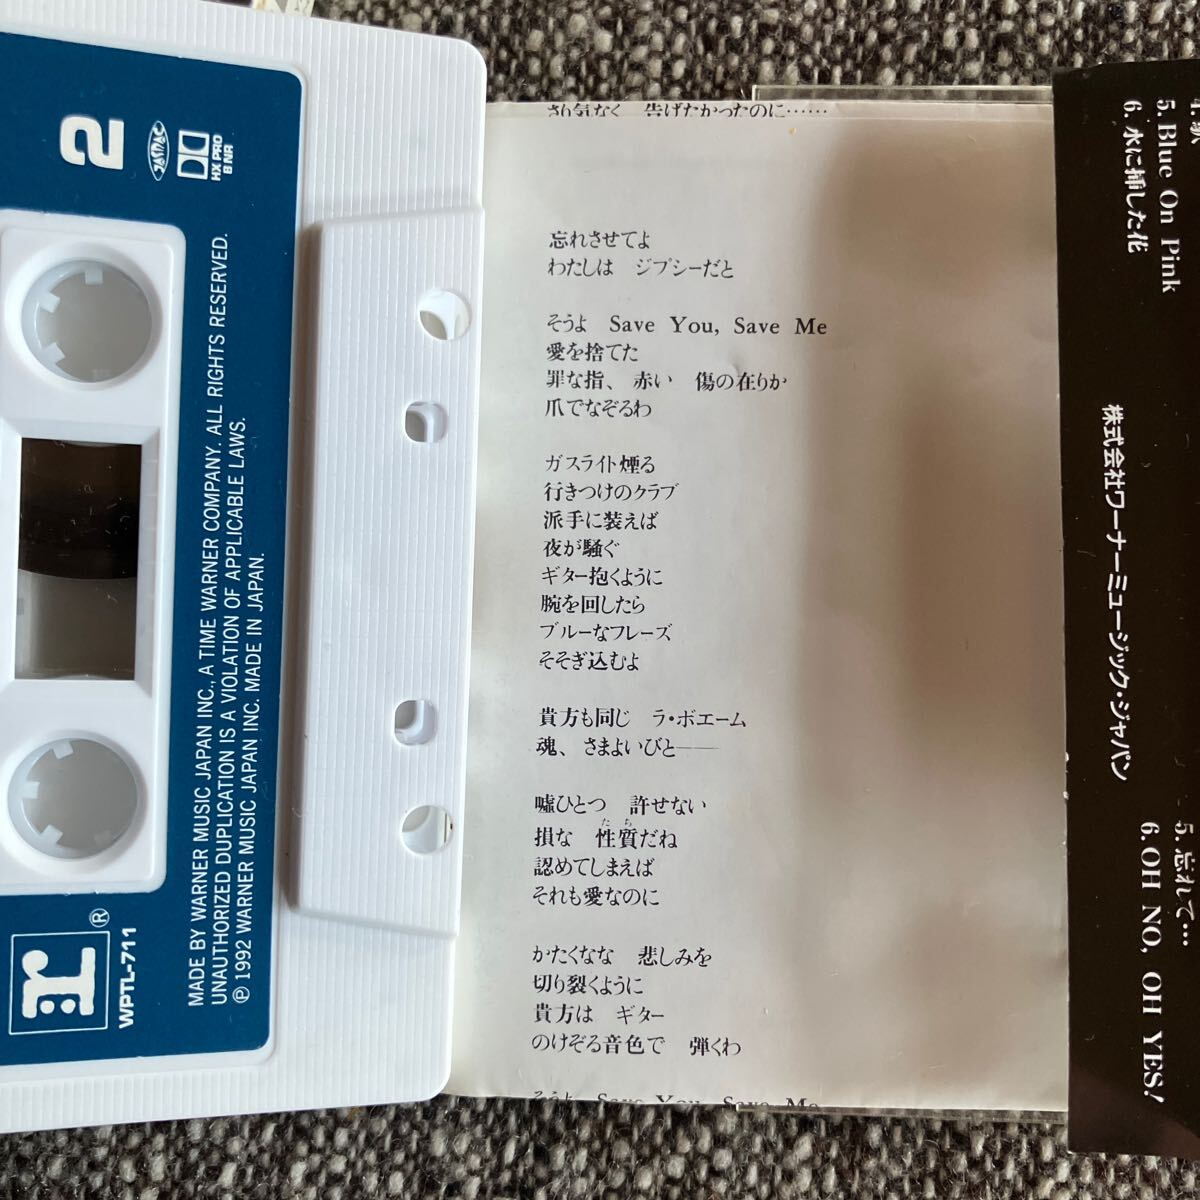 2
JASRAC
HX PRO
B NR
MADE BY WARNER MUSIC JAPAN INC., A TIME WARNER COMPANY. ALL RIGHTS RESERVED.
UNAUTHORIZED DUPLICATION IS A VIOLATION OF APPLICABLE LAWS.
℗ 1992 WARNER MUSIC JAPAN INC. MADE IN JAPAN.
r®
WPTL-711
さり気なく　告げたかったのに……
忘れさせてよ
わたしは　ジプシーだと
そうよ　Save You, Save Me
愛を捨てた
罪な指、赤い　傷の在りか
爪でなぞるわ
ガスライト煙る
行きつけのクラブ
派手に装えば
夜が騒ぐ
ギター抱くように
腕を回したら
ブルーなフレーズ
そそぎ込むよ
貴方も同じ　ラ・ボエーム
魂、さまよいびと──
嘘ひとつ　許せない
損な　性質だね
たち
認めてしまえば
それも愛なのに
かたくなな　悲しみを
切り裂くように
貴方は　ギター
のけぞる音色で　弾くわ
そうよ　Save You, Save Me
5. Blue On Pink
6. 水に挿した花
株式会社ワーナーミュージック・ジャパン
5. 忘れて…
6. OH NO, OH YES!